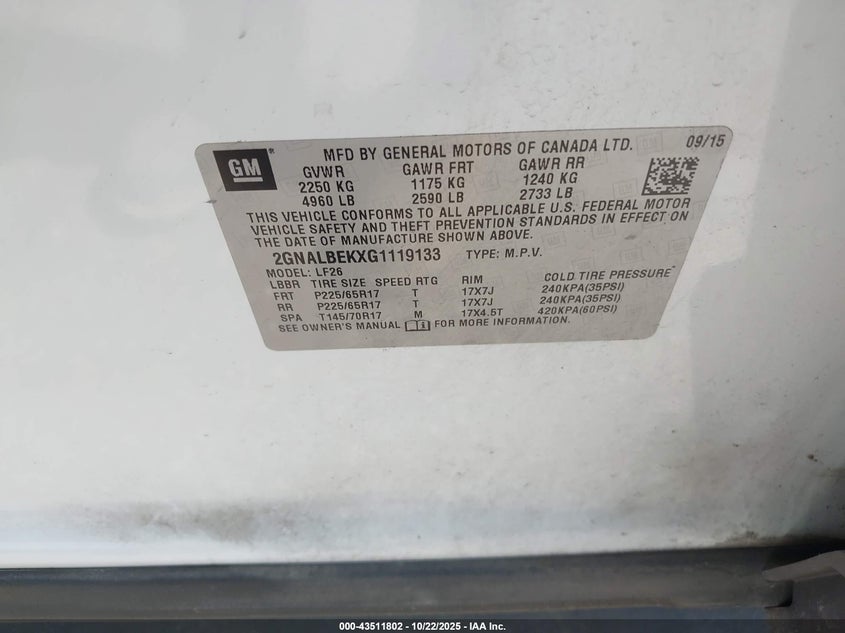 GM ®
MFD BY GENERAL MOTORS OF CANADA LTD. 09/15
GVWR GAWR FRT GAWR RR
2250 KG 1175 KG 1240 KG
4960 LB 2590 LB 2733 LB
THIS VEHICLE CONFORMS TO ALL APPLICABLE U.S. FEDERAL MOTOR
VEHICLE SAFETY AND THEFT PREVENTION STANDARDS IN EFFECT ON
THE DATE OF MANUFACTURE SHOWN ABOVE.
2GNALBEKXG1119133 TYPE: M.P.V.
MODEL: LF26
LBBR TIRE SIZE SPEED RTG RIM COLD TIRE PRESSURE
FRT P225/65R17 T 17X7J 240KPA(35PSI)
RR P225/65R17 T 17X7J 240KPA(35PSI)
SPA T145/70R17 M 17X4.5T 420KPA(60PSI)
SEE OWNER'S MANUAL FOR MORE INFORMATION.
000-43511802 - 10/22/2025 - IAA Inc.